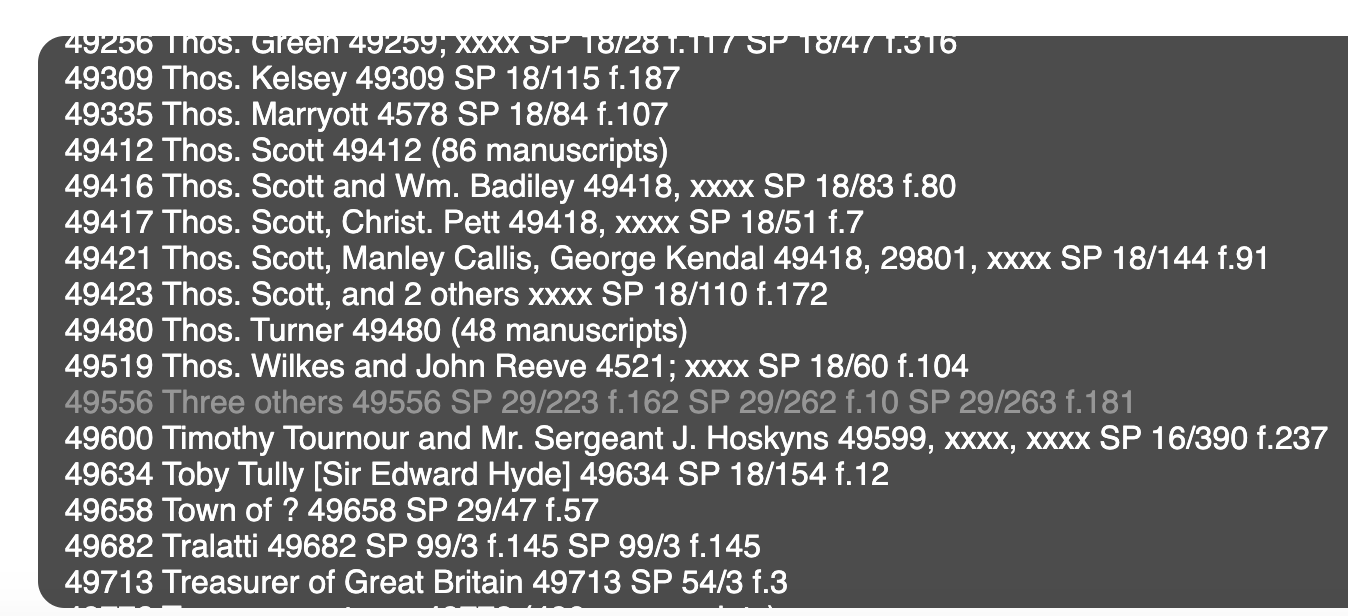 49256 Thos. Green 49259; xxxx SP 18/28 f.117 SP 18/47 f.316
49309 Thos. Kelsey 49309 SP 18/115 f.187
49335 Thos. Marryott 4578 SP 18/84 f.107
49412 Thos. Scott 49412 (86 manuscripts)
49416 Thos. Scott and Wm. Badiley 49418, xxxx SP 18/83 f.80
49417 Thos. Scott, Christ. Pett 49418, xxxx SP 18/51 f.7
49421 Thos. Scott, Manley Callis, George Kendal 49418, 29801, xxxx SP 18/144 f.91
49423 Thos. Scott, and 2 others xxxx SP 18/110 f.172
49480 Thos. Turner 49480 (48 manuscripts)
49519 Thos. Wilkes and John Reeve 4521; xxxx SP 18/60 f.104
49556 Three others 49556 SP 29/223 f.162 SP 29/262 f.10 SP 29/263 f.181
49600 Timothy Tournour and Mr. Sergeant J. Hoskyns 49599, xxxx, xxxx SP 16/390 f.237
49634 Toby Tully [Sir Edward Hyde] 49634 SP 18/154 f.12
49658 Town of ? 49658 SP 29/47 f.57
49682 Tralatti 49682 SP 99/3 f.145 SP 99/3 f.145
49713 Treasurer of Great Britain 49713 SP 54/3 f.3